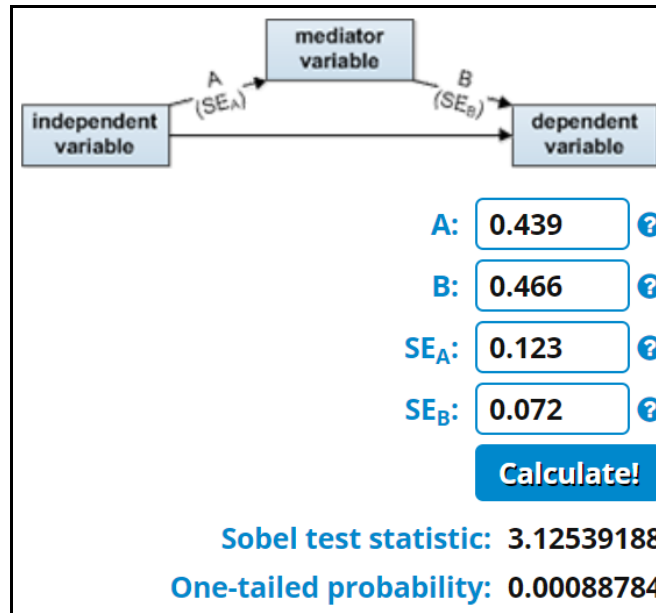 mediator
variable
A
(SEA)
B
(SEB)
independent
variable
dependent
variable
A: 0.439 ?
B: 0.466 ?
SEA: 0.123 ?
SEB: 0.072 ?
Calculate!
Sobel test statistic: 3.12539188
One-tailed probability: 0.00088784